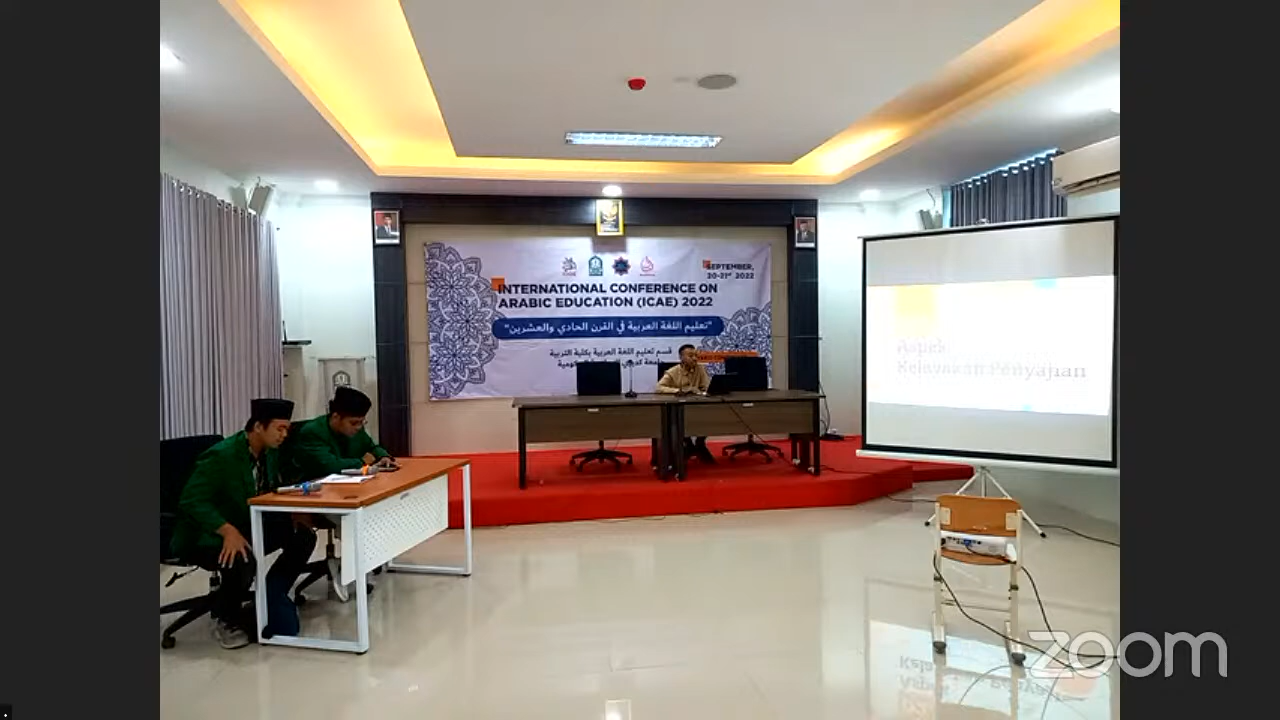 SEPTEMBER,
20-21st 2022
INTERNATIONAL CONFERENCE ON
ARABIC EDUCATION (ICAE) 2022
"تعليم اللغة العربية في القرن الحادي والعشرين"
قسم تعليم اللغة العربية بكلية التربية
Aspek
Kelayakan Penyajian
zoom